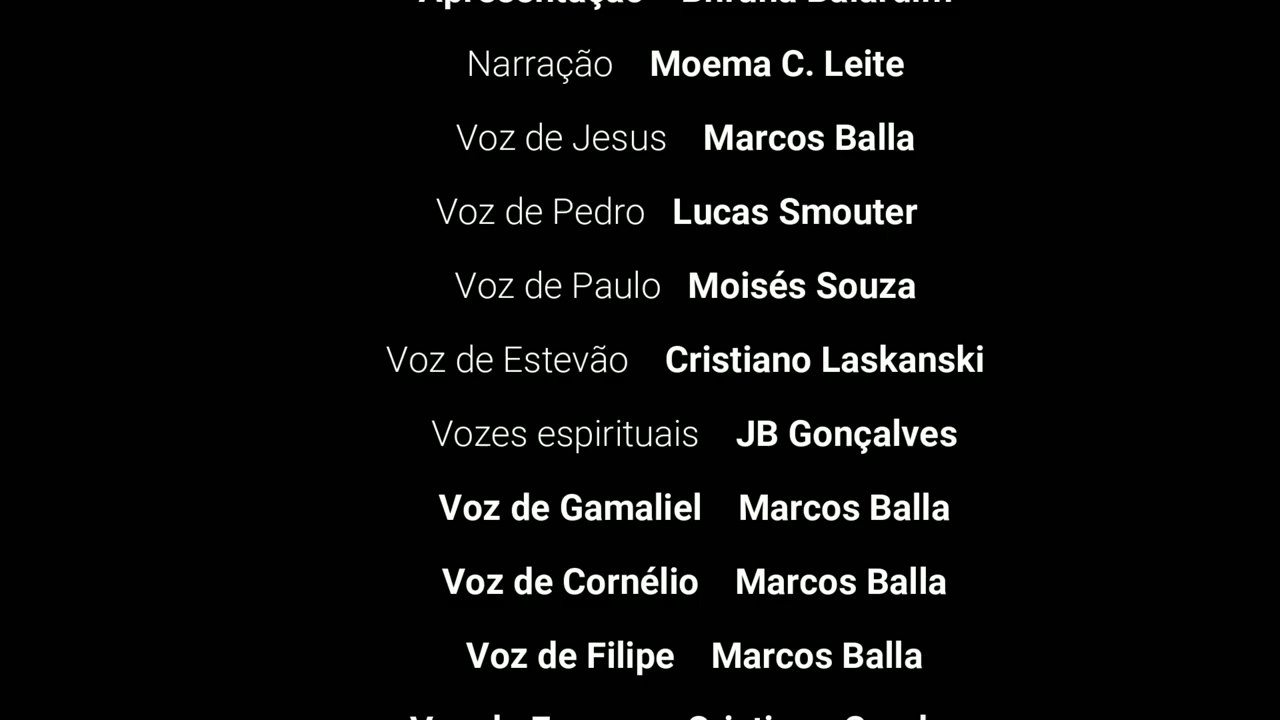 Apresentação
Narração Moema C. Leite
Voz de Jesus Marcos Balla
Voz de Pedro Lucas Smouter
Voz de Paulo Moisés Souza
Voz de Estevão Cristiano Laskanski
Vozes espirituais JB Gonçalves
Voz de Gamaliel Marcos Balla
Voz de Cornélio Marcos Balla
Voz de Filipe Marcos Balla